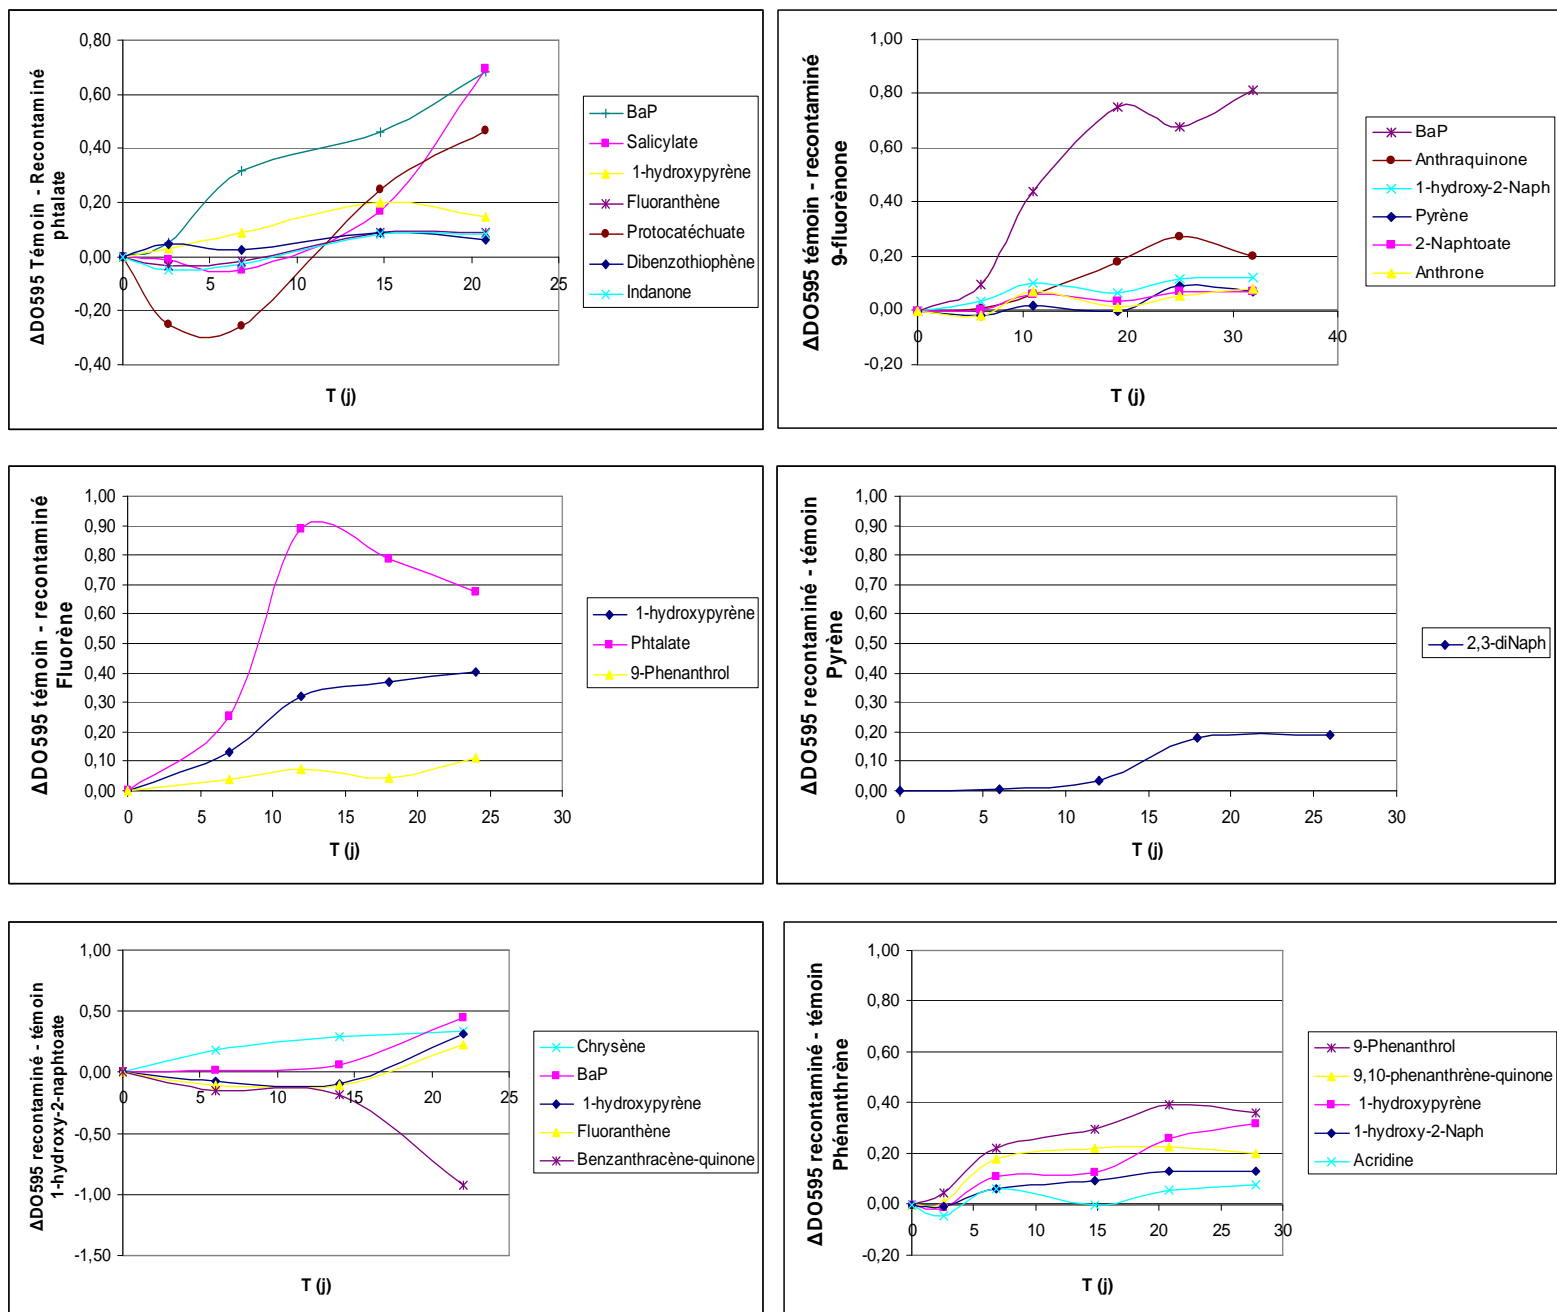 ΔDO595 Témoin - Recontaminé
phtalate
0,80
0,60
0,40
0,20
0,00
-0,20
-0,40
0 5 10 15 20 25
T (j)
BaP
Salicylate
1-hydroxypyrène
Fluoranthène
Protocatéchuate
Dibenzothiophène
Indanone
ΔDO595 témoin - recontaminé
9-fluorènone
1,00
0,80
0,60
0,40
0,20
0,00
-0,20
0 10 20 30 40
T (j)
BaP
Anthraquinone
1-hydroxy-2-Naph
Pyrène
2-Naphtoate
Anthrone
ΔDO595 témoin - recontaminé
Fluorène
1,00
0,90
0,80
0,70
0,60
0,50
0,40
0,30
0,20
0,10
0,00
0 5 10 15 20 25 30
T (j)
1-hydroxypyrène
Phtalate
9-Phenanthrol
ΔDO595 recontaminé - témoin
Pyrène
1,00
0,90
0,80
0,70
0,60
0,50
0,40
0,30
0,20
0,10
0,00
0 5 10 15 20 25 30
T (j)
2,3-diNaph
ΔDO595 recontaminé - témoin
1-hydroxy-2-naphtoate
1,00
0,50
0,00
-0,50
-1,00
-1,50
0 5 10 15 20 25
T (j)
Chrysène
BaP
1-hydroxypyrène
Fluoranthène
Benzanthracène-quinone
ΔDO595 recontaminé - témoin
Phénanthrène
1,00
0,80
0,60
0,40
0,20
0,00
-0,20
0 5 10 15 20 25 30
T (j)
9-Phenanthrol
9,10-phenanthrène-quinone
1-hydroxypyrène
1-hydroxy-2-Naph
Acridine